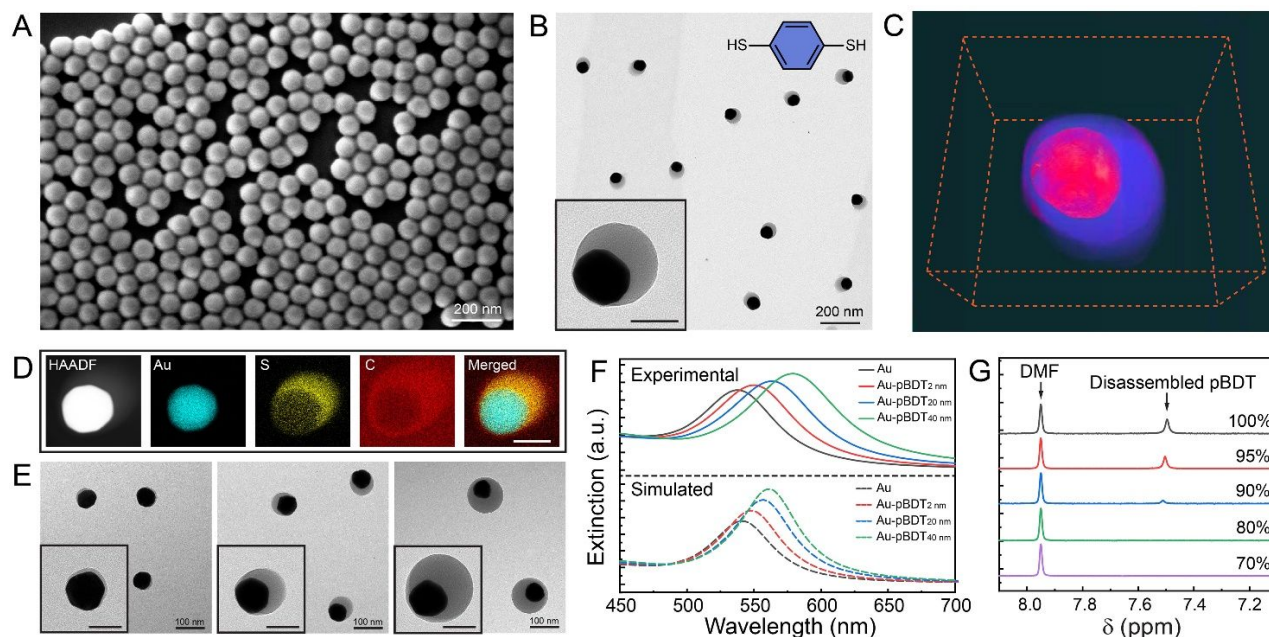 A
200 nm
B
HS
SH
200 nm
C
D
HAADF
Au
S
C
Merged
E
100 nm
100 nm
100 nm
F
Experimental
Au
Au-pBDT2 nm
Au-pBDT20 nm
Au-pBDT40 nm
Simulated
Au
Au-pBDT2 nm
Au-pBDT20 nm
Au-pBDT40 nm
Extinction (a.u.)
450 500 550 600 650 700
Wavelength (nm)
G
DMF
Disassembled pBDT
100%
95%
90%
80%
70%
8.0 7.8 7.6 7.4 7.2
δ (ppm)